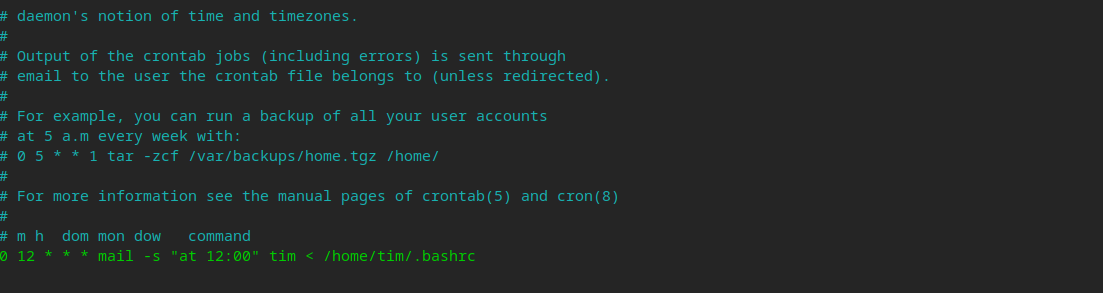 # daemon's notion of time and timezones.
#
# Output of the crontab jobs (including errors) is sent through
# email to the user the crontab file belongs to (unless redirected).
#
# For example, you can run a backup of all your user accounts
# at 5 a.m every week with:
# 0 5 * * 1 tar -zcf /var/backups/home.tgz /home/
#
# For more information see the manual pages of crontab(5) and cron(8)
#
# m h  dom mon dow   command
0 12 * * * mail -s "at 12:00" tim < /home/tim/.bashrc